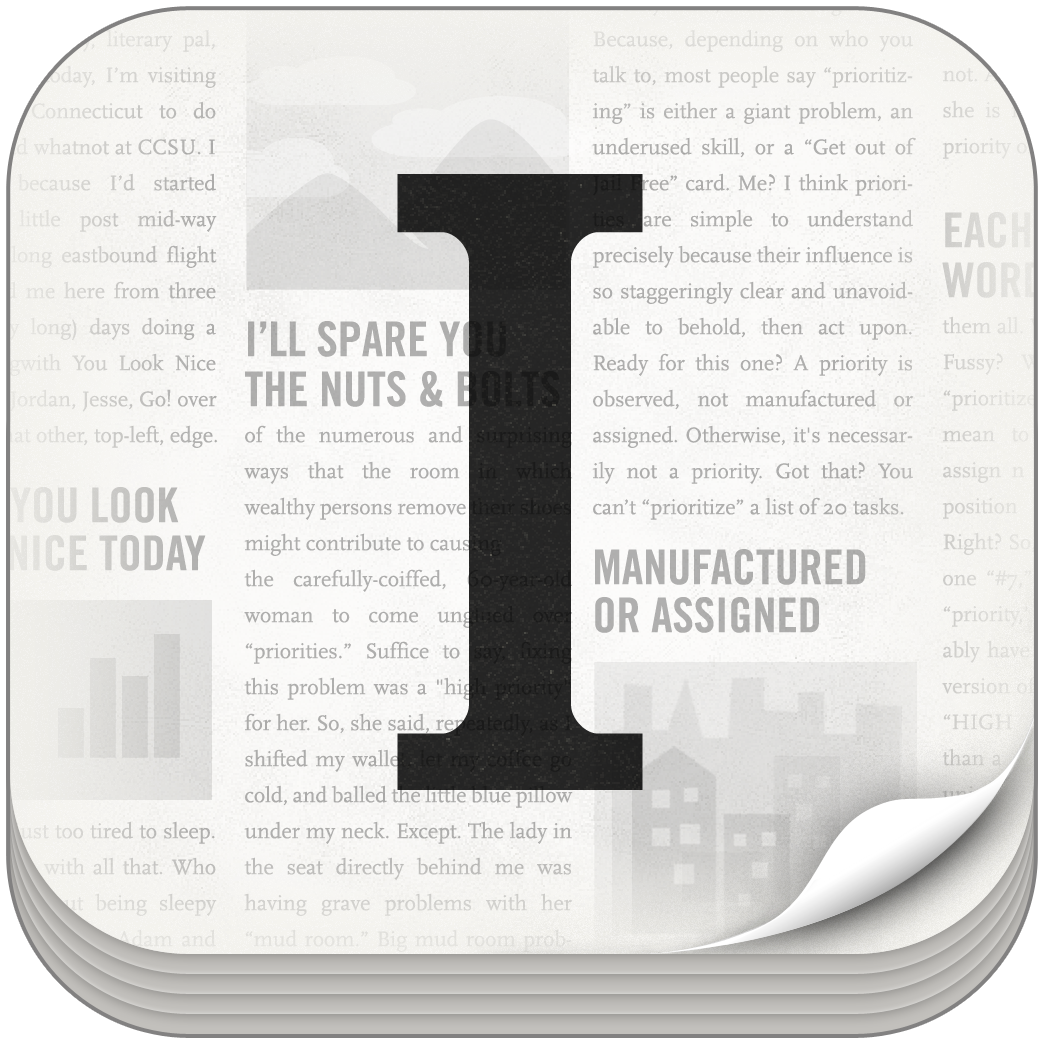 literary pal,
I'm visiting
Connecticut to do
whatnot at CCSU. I
because I'd started
little post mid-way
long eastbound flight
me here from three
long) days doing a
with You Look Nice
Jordan, Jesse, Go! over
other, top-left, edge.
YOU LOOK
NICE TODAY
just too tired to sleep.
with all that. Who
being sleepy
Adam and
I'LL SPARE YOU
THE NUTS & BOLTS
of the numerous and surprising
ways that the room in which
wealthy persons remove their shoes
might contribute to causing
the carefully-coiffed, 60-year-old
woman to come unglued over
“priorities.” Suffice to say, fixing
this problem was a "high priority"
for her. So, she said, repeatedly, as I
shifted my wallet, let my coffee go
cold, and balled the little blue pillow
under my neck. Except. The lady in
the seat directly behind me was
having grave problems with her
“mud room.” Big mud room prob-
I
Because, depending on who you
talk to, most people say “prioritiz-
ing” is either a giant problem, an
underused skill, or a “Get out of
Jail Free” card. Me? I think priori-
ties are simple to understand
precisely because their influence is
so staggeringly clear and unavoid-
able to behold, then act upon.
Ready for this one? A priority is
observed, not manufactured or
assigned. Otherwise, it's necessar-
ily not a priority. Got that? You
can't “prioritize” a list of 20 tasks.
MANUFACTURED
OR ASSIGNED
not.
she is
priority
EACH
WORD
them all.
Fussy?
“prioritize
mean to
assign
position
Right? So
one “#7,”
“priority,”
ably have
version of
“HIGH
than a